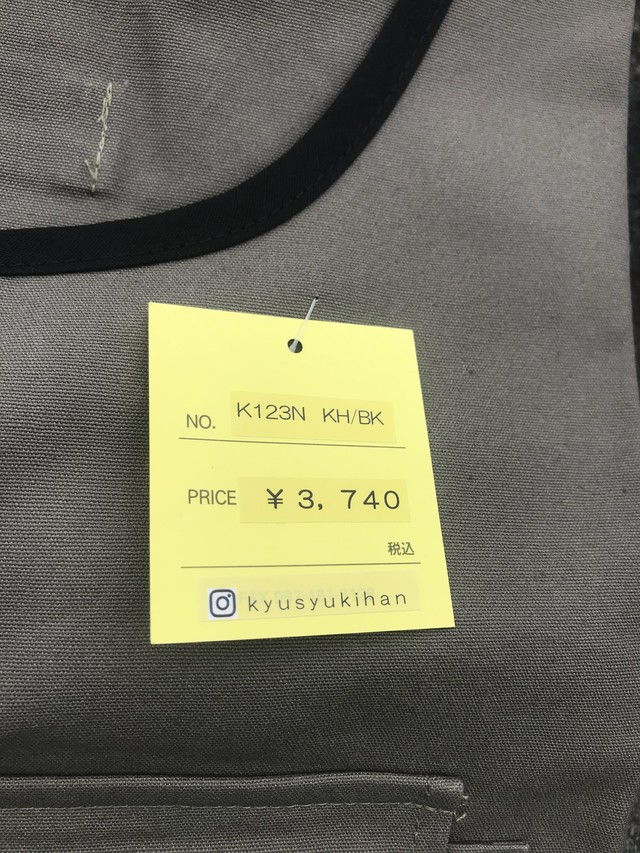 NO. K123N KH/BK
PRICE ¥3,740
税込
kyusyukihan